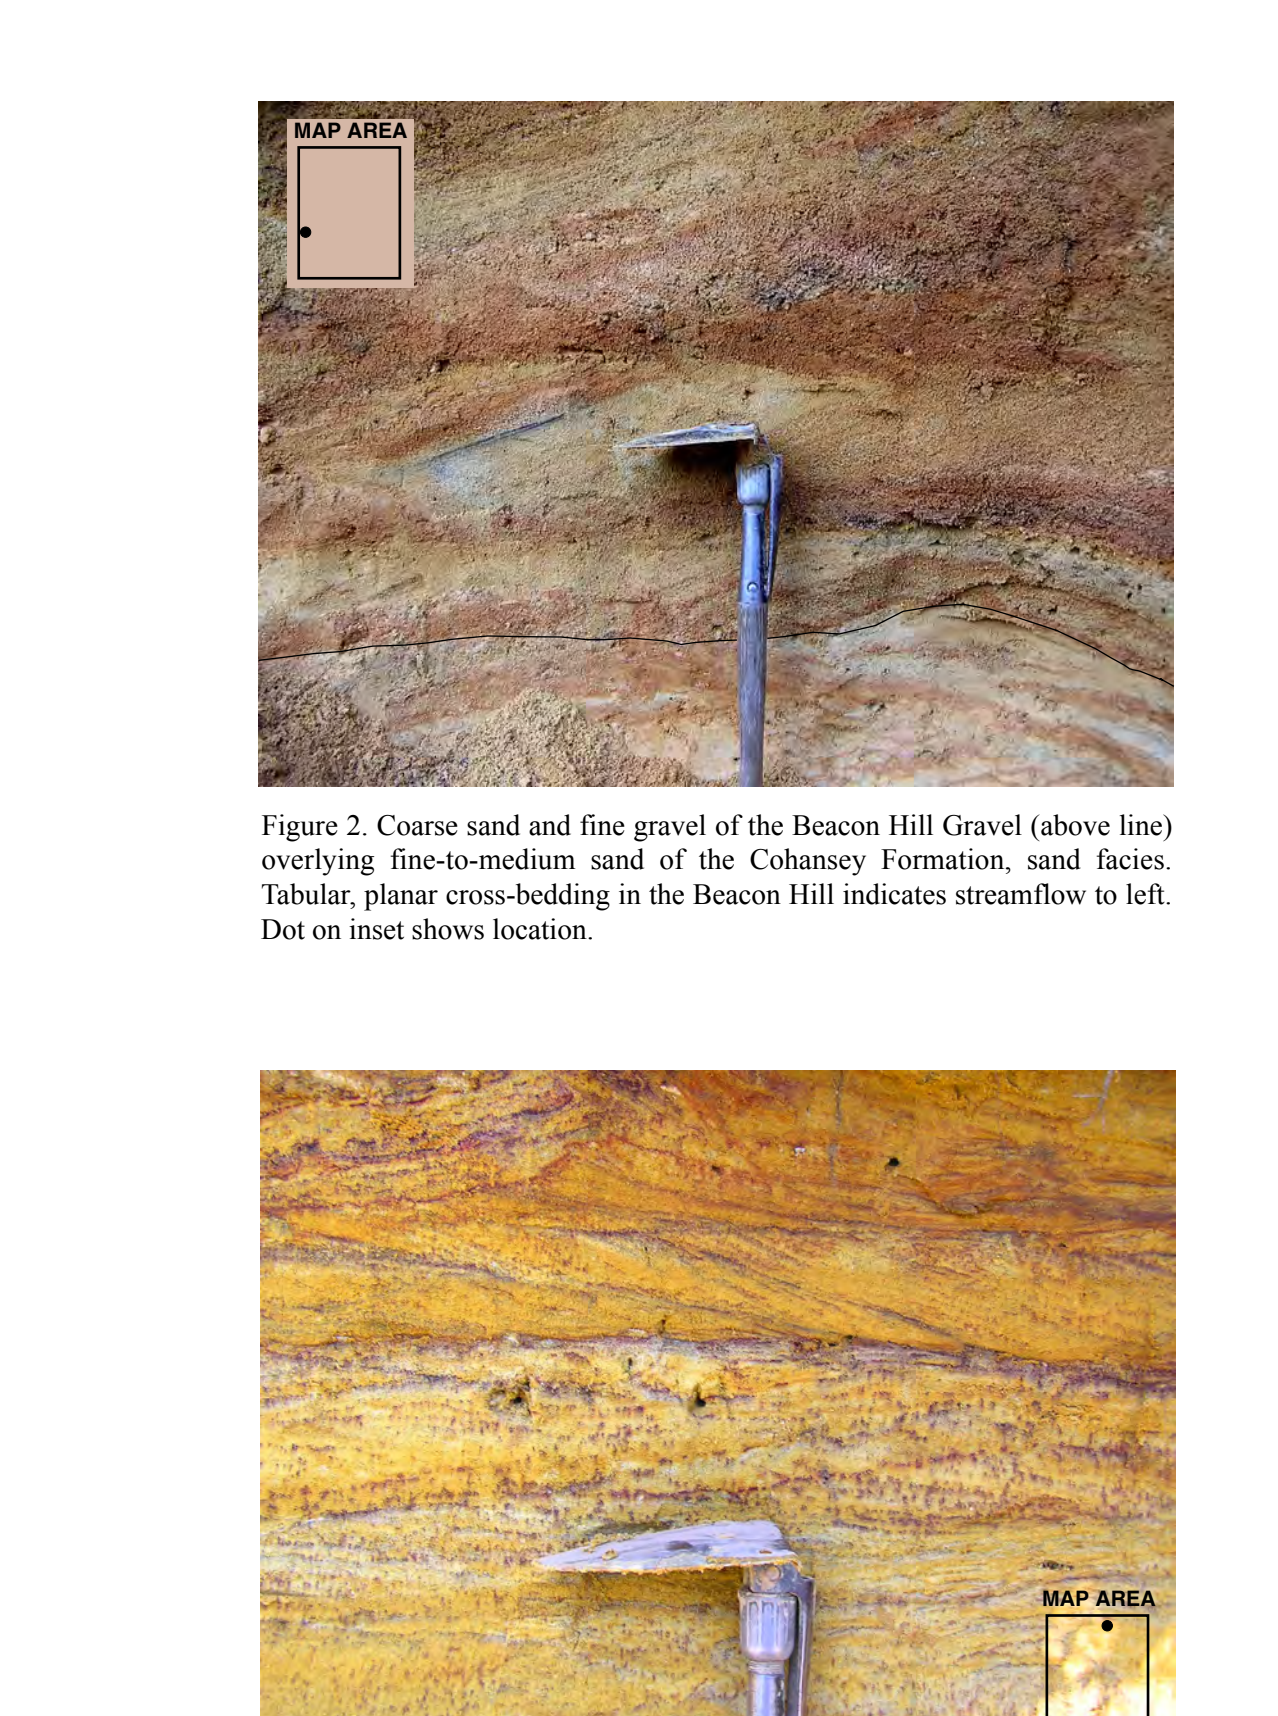 MAP AREA
Figure 2. Coarse sand and fine gravel of the Beacon Hill Gravel (above line)
overlying fine-to-medium sand of the Cohansey Formation, sand facies.
Tabular, planar cross-bedding in the Beacon Hill indicates streamflow to left.
Dot on inset shows location.
MAP AREA